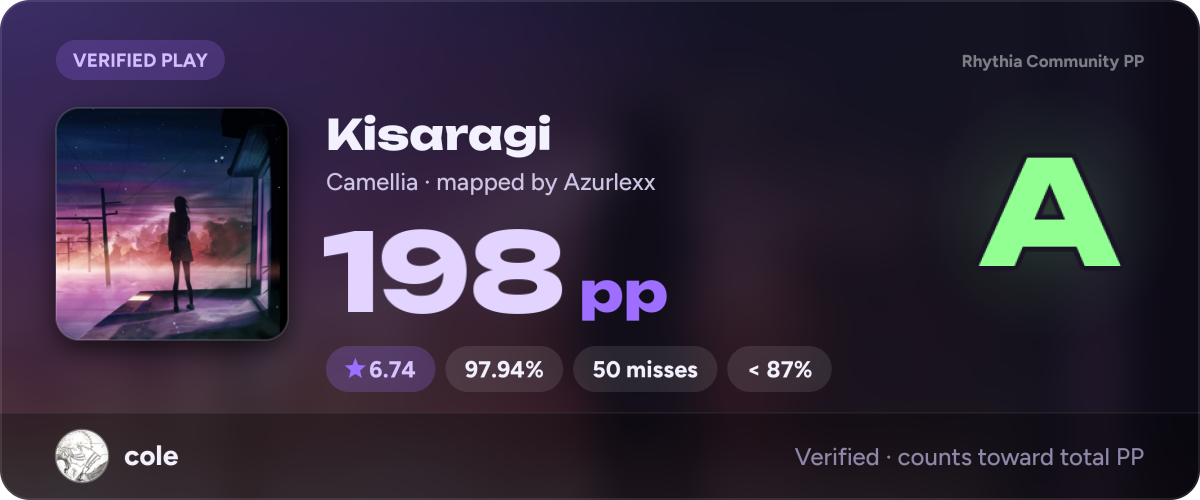 VERIFIED PLAY
Rhythia Community PP
Kisaragi
Camellia · mapped by Azurlexx
198 pp
A
★6.74
97.94%
50 misses
< 87%
cole
Verified · counts toward total PP